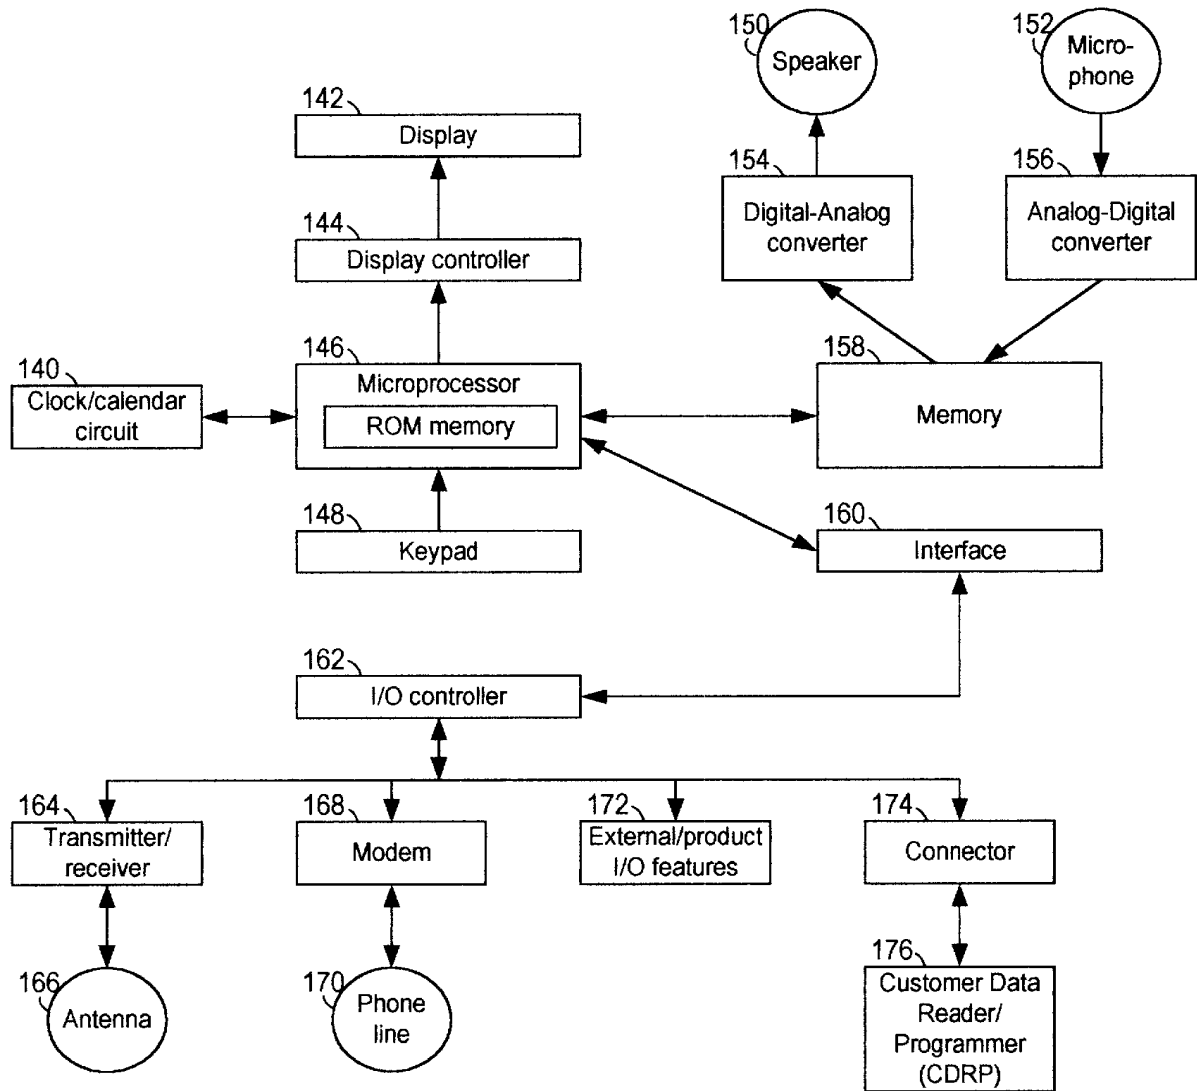 150
Speaker
152
Micro-
phone
142
Display
154
Digital-Analog
converter
156
Analog-Digital
converter
144
Display controller
140
Clock/calendar
circuit
146
Microprocessor
ROM memory
158
Memory
148
Keypad
160
Interface
162
I/O controller
164
Transmitter/
receiver
168
Modem
172
External/product
I/O features
174
Connector
166
Antenna
170
Phone
line
176
Customer Data
Reader/
Programmer
(CDRP)